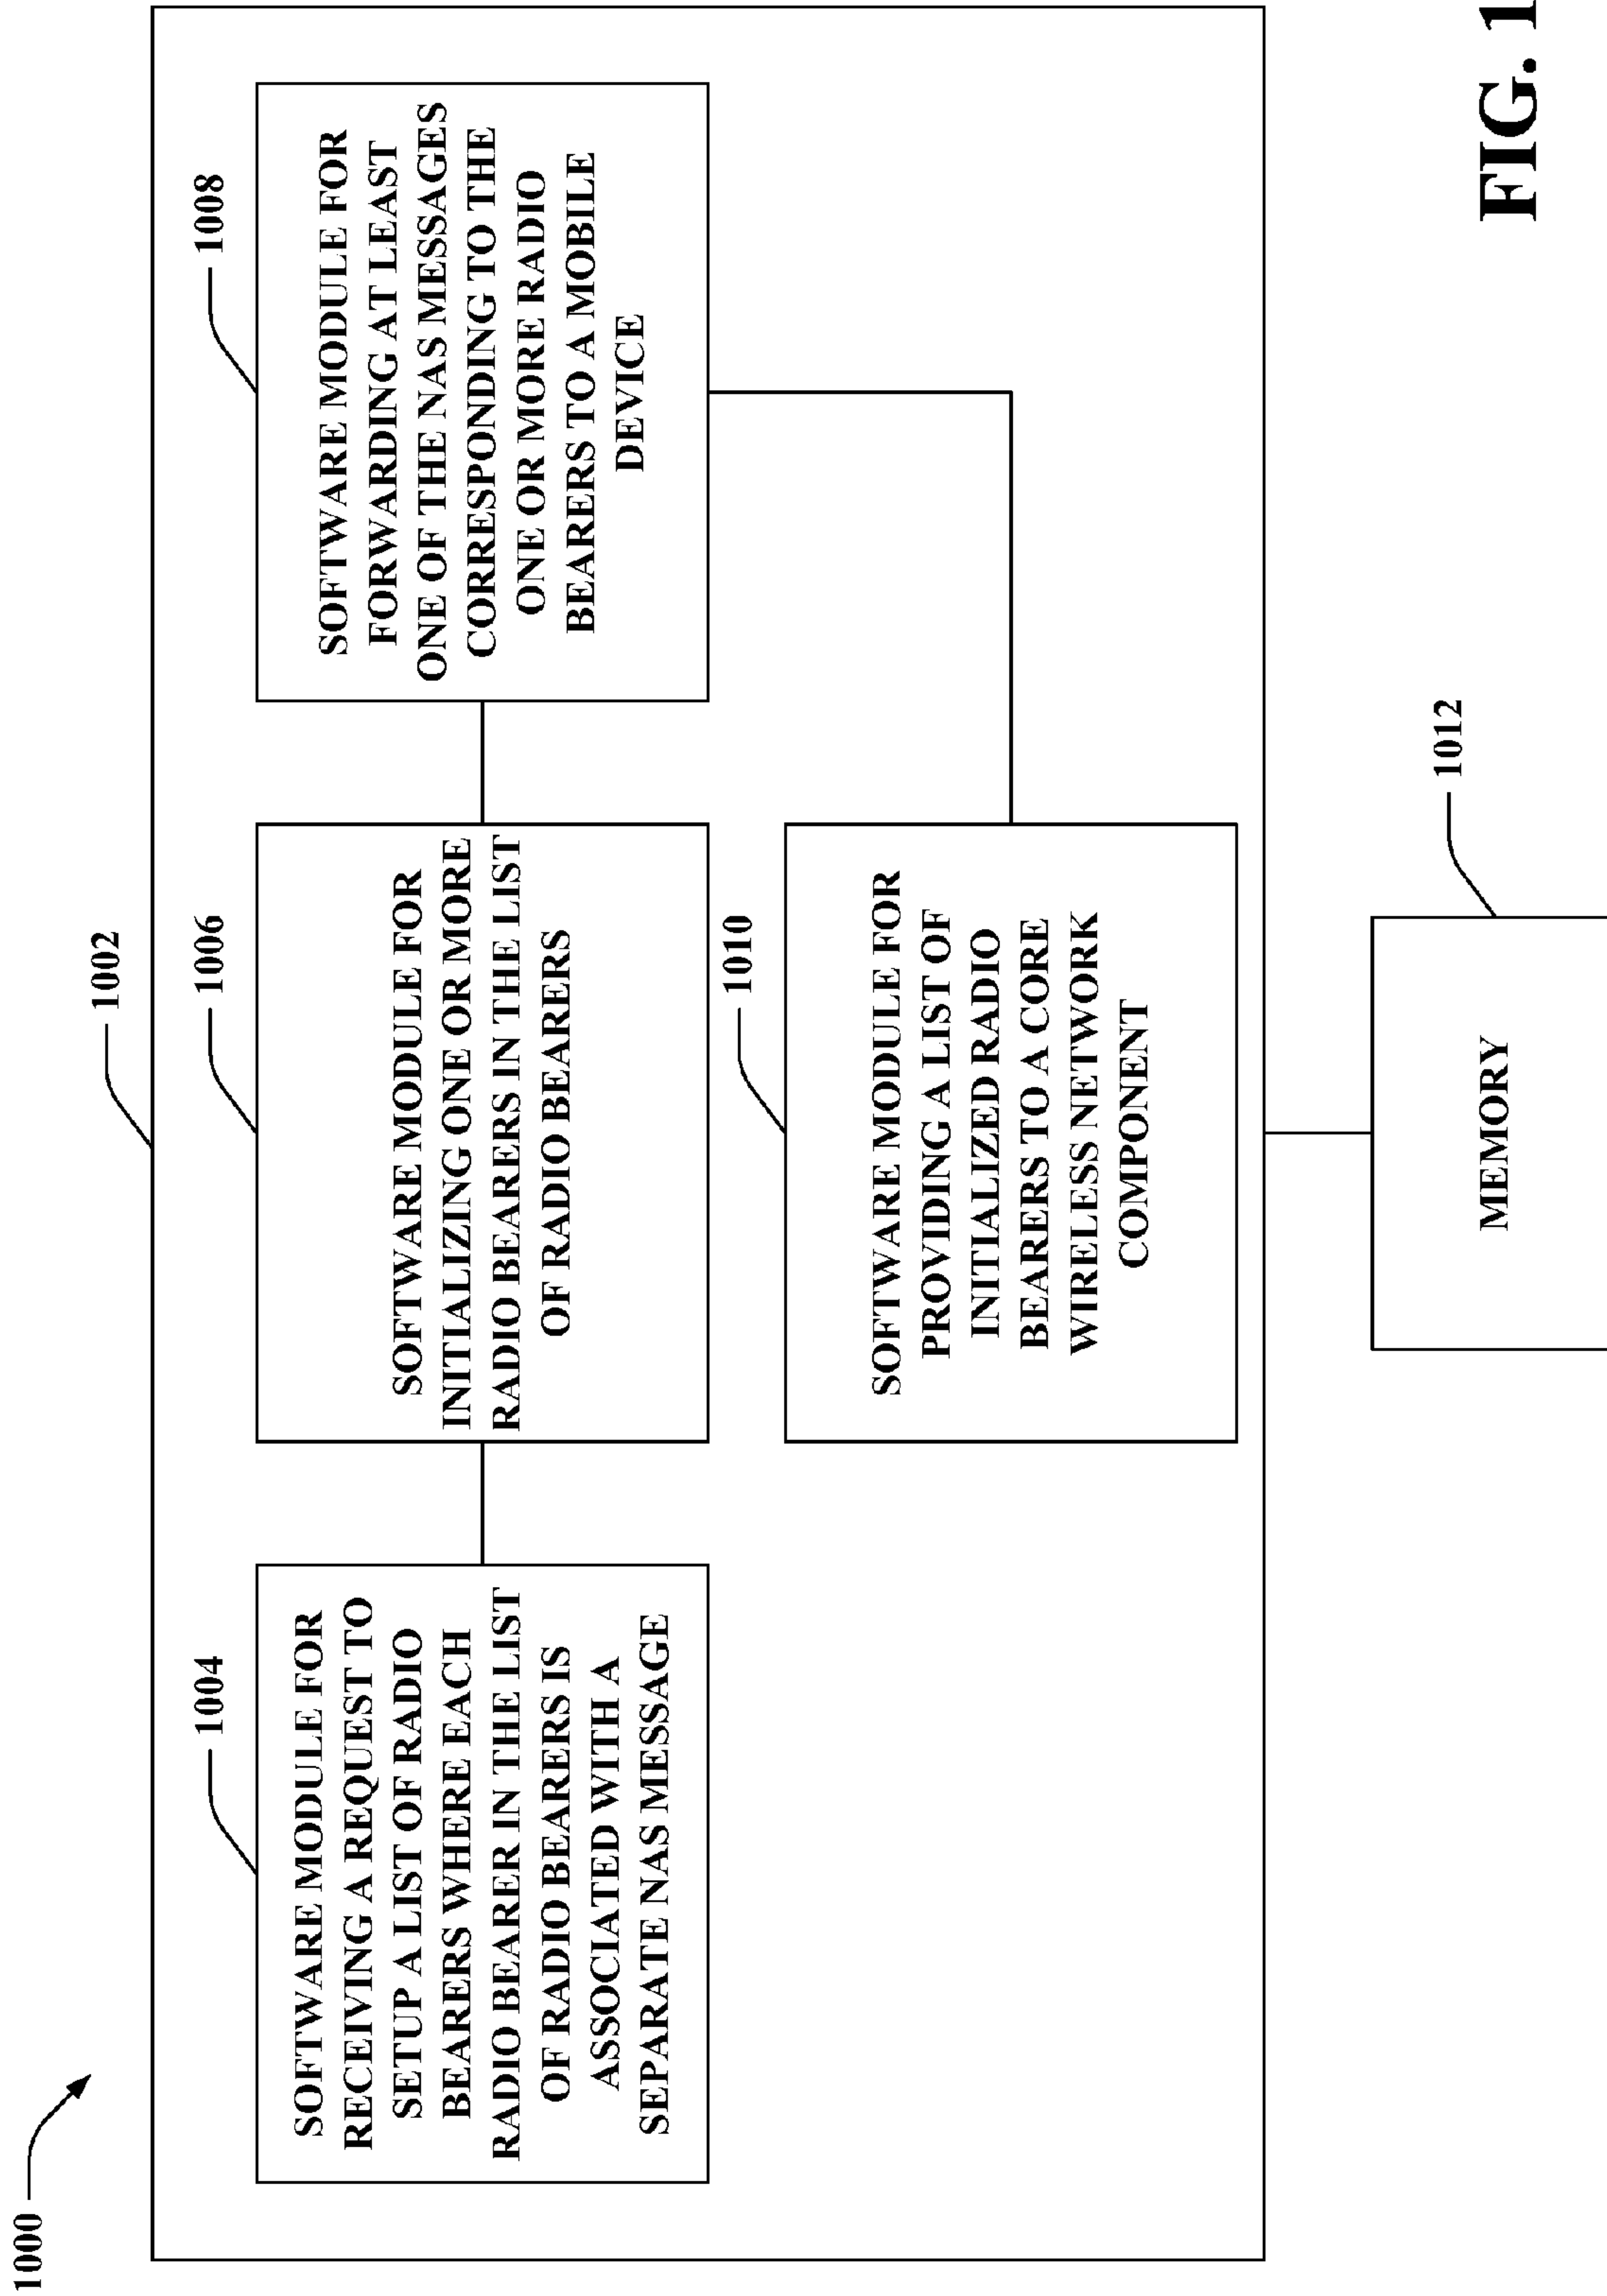 1000
1002
1004
SOFTWARE MODULE FOR
RECEIVING A REQUEST TO
SETUP A LIST OF RADIO
BEARERS WHERE EACH
RADIO BEARER IN THE LIST
OF RADIO BEARERS IS
ASSOCIATED WITH A
SEPARATE NAS MESSAGE
1006
SOFTWARE MODULE FOR
INITIALIZING ONE OR MORE
RADIO BEARERS IN THE LIST
OF RADIO BEARERS
1008
SOFTWARE MODULE FOR
FORWARDING AT LEAST
ONE OF THE NAS MESSAGES
CORRESPONDING TO THE
ONE OR MORE RADIO
BEARERS TO A MOBILE
DEVICE
1010
SOFTWARE MODULE FOR
PROVIDING A LIST OF
INITIALIZED RADIO
BEARERS TO A CORE
WIRELESS NETWORK
COMPONENT
1012
MEMORY
FIG. 1